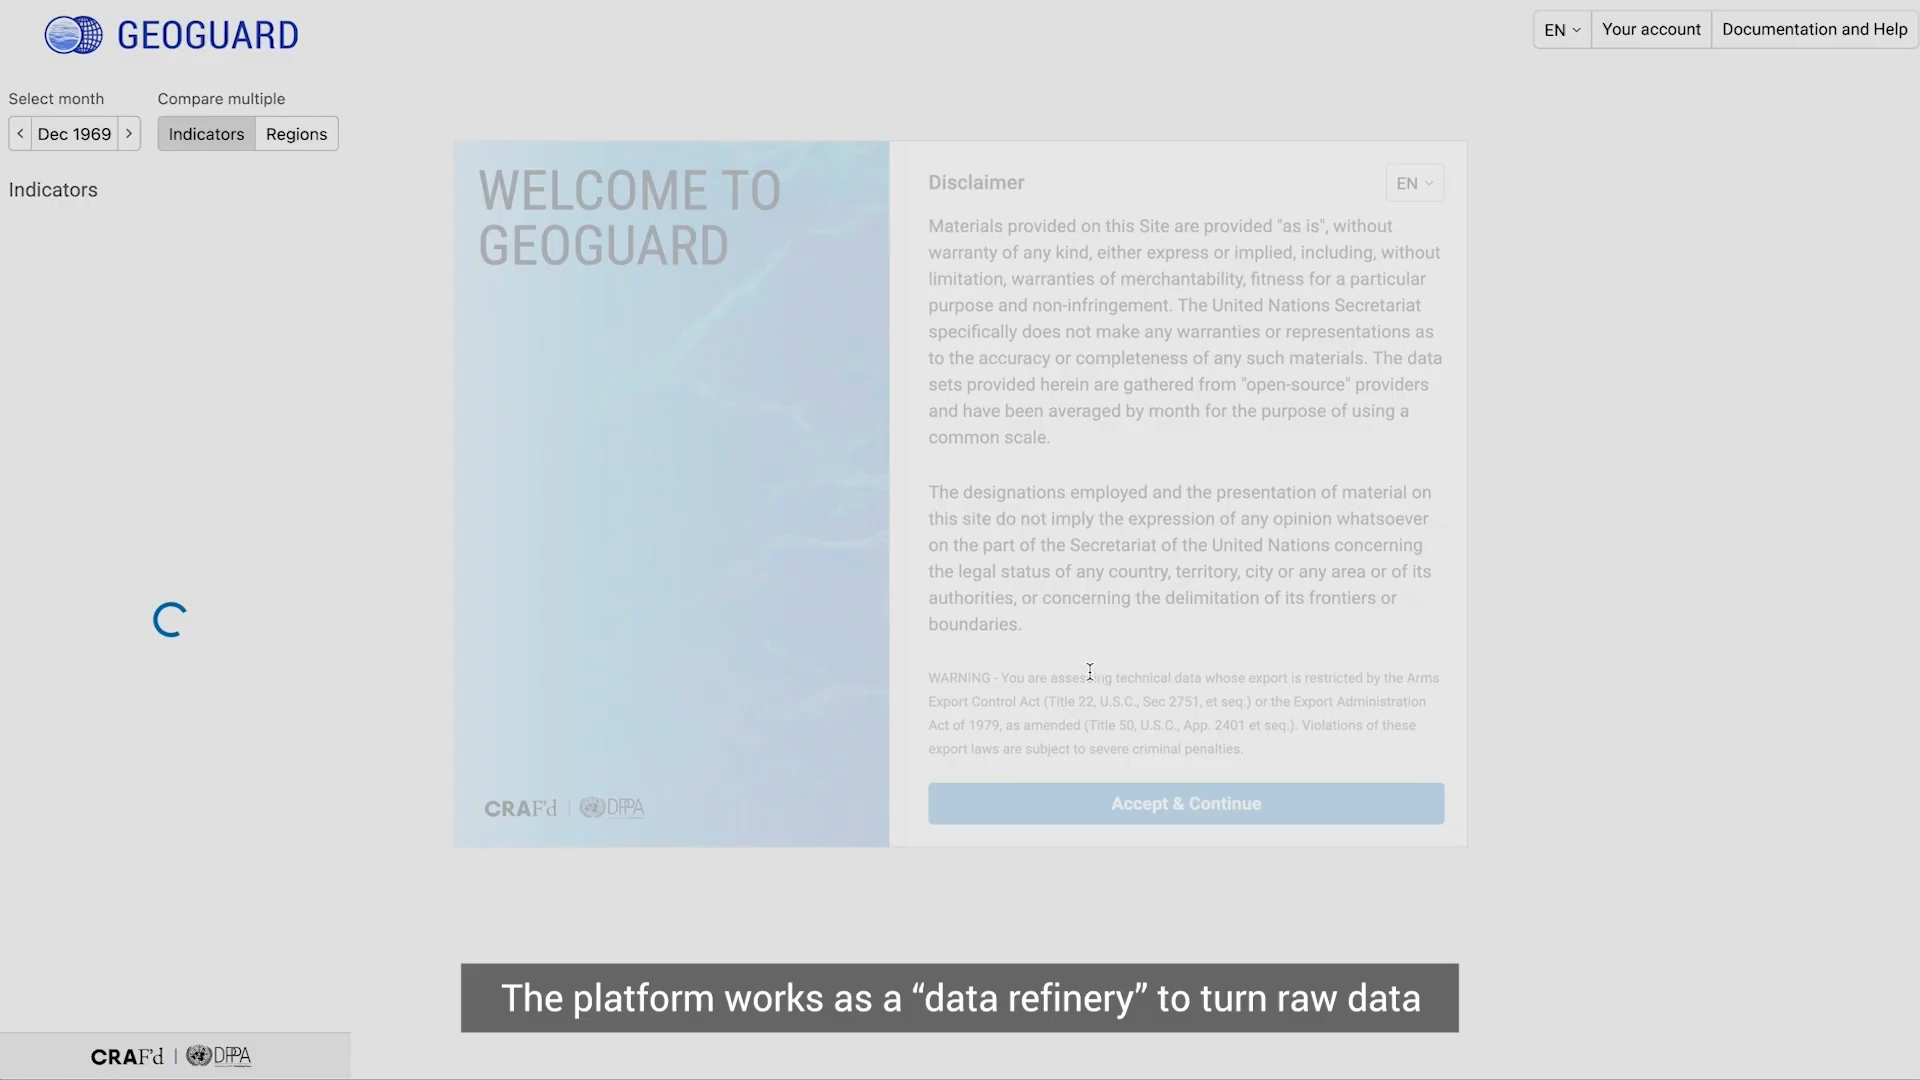 GEOGUARD
EN
Your account
Documentation and Help
Select month
Compare multiple
Dec 1969
Indicators
Regions
Indicators
WELCOME TO
GEOGUARD
CRAF'd
DPPA
Disclaimer
EN
Materials provided on this Site are provided "as is", without
warranty of any kind, either express or implied, including, without
limitation, warranties of merchantability, fitness for a particular
purpose and non-infringement. The United Nations Secretariat
specifically does not make any warranties or representations as
to the accuracy or completeness of any such materials. The data
sets provided herein are gathered from "open-source" providers
and have been averaged by month for the purpose of using a
common scale.
The designations employed and the presentation of material on
this site do not imply the expression of any opinion whatsoever
on the part of the Secretariat of the United Nations concerning
the legal status of any country, territory, city or any area or of its
authorities, or concerning the delimitation of its frontiers or
boundaries.
WARNING - You are assessing technical data whose export is restricted by the Arms
Export Control Act (Title 22, U.S.C., Sec 2751, et seq.) or the Export Administration
Act of 1979, as amended (Title 50, U.S.C., App. 2401 et seq.). Violations of these
export laws are subject to severe criminal penalties.
Accept & Continue
The platform works as a “data refinery” to turn raw data
CRAF'd
DPPA